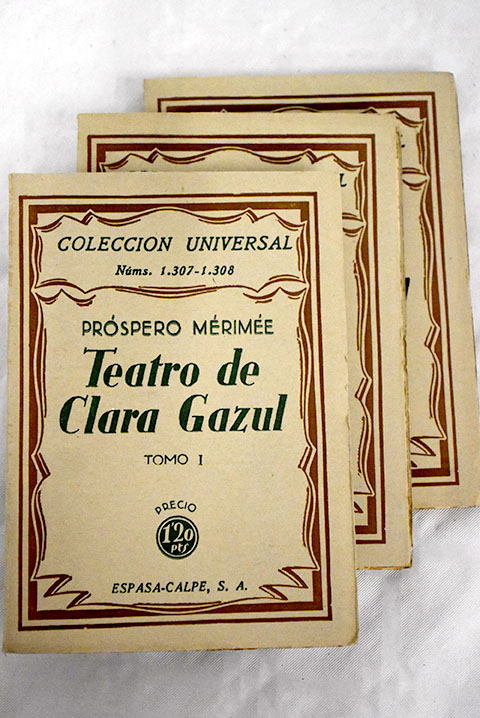 COLECCION UNIVERSAL
Núms. 1.307-1.308
PRÓSPERO MÉRIMÉE
Teatro de
Clara Gazul
TOMO I
PRECIO
1'20
pts
ESPASA-CALPE, S. A.